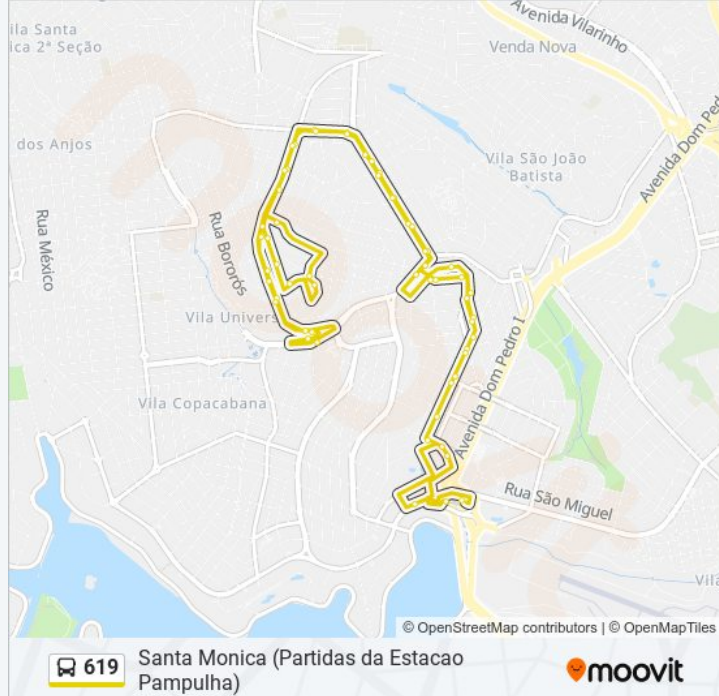 Avenida Vilarinho
ila Santa
ica 2ª Seção
Venda Nova
dos Anjos
Vila São João
Batista
Avenida Dom Ped
Rua México
Rua Bororós
Vila Univers
Avenida Dom Pedro I
Vila Copacabana
Rua São Miguel
Vila
© OpenStreetMap contributors | © OpenMapTiles
619
Santa Monica (Partidas da Estacao
Pampulha)
moovit